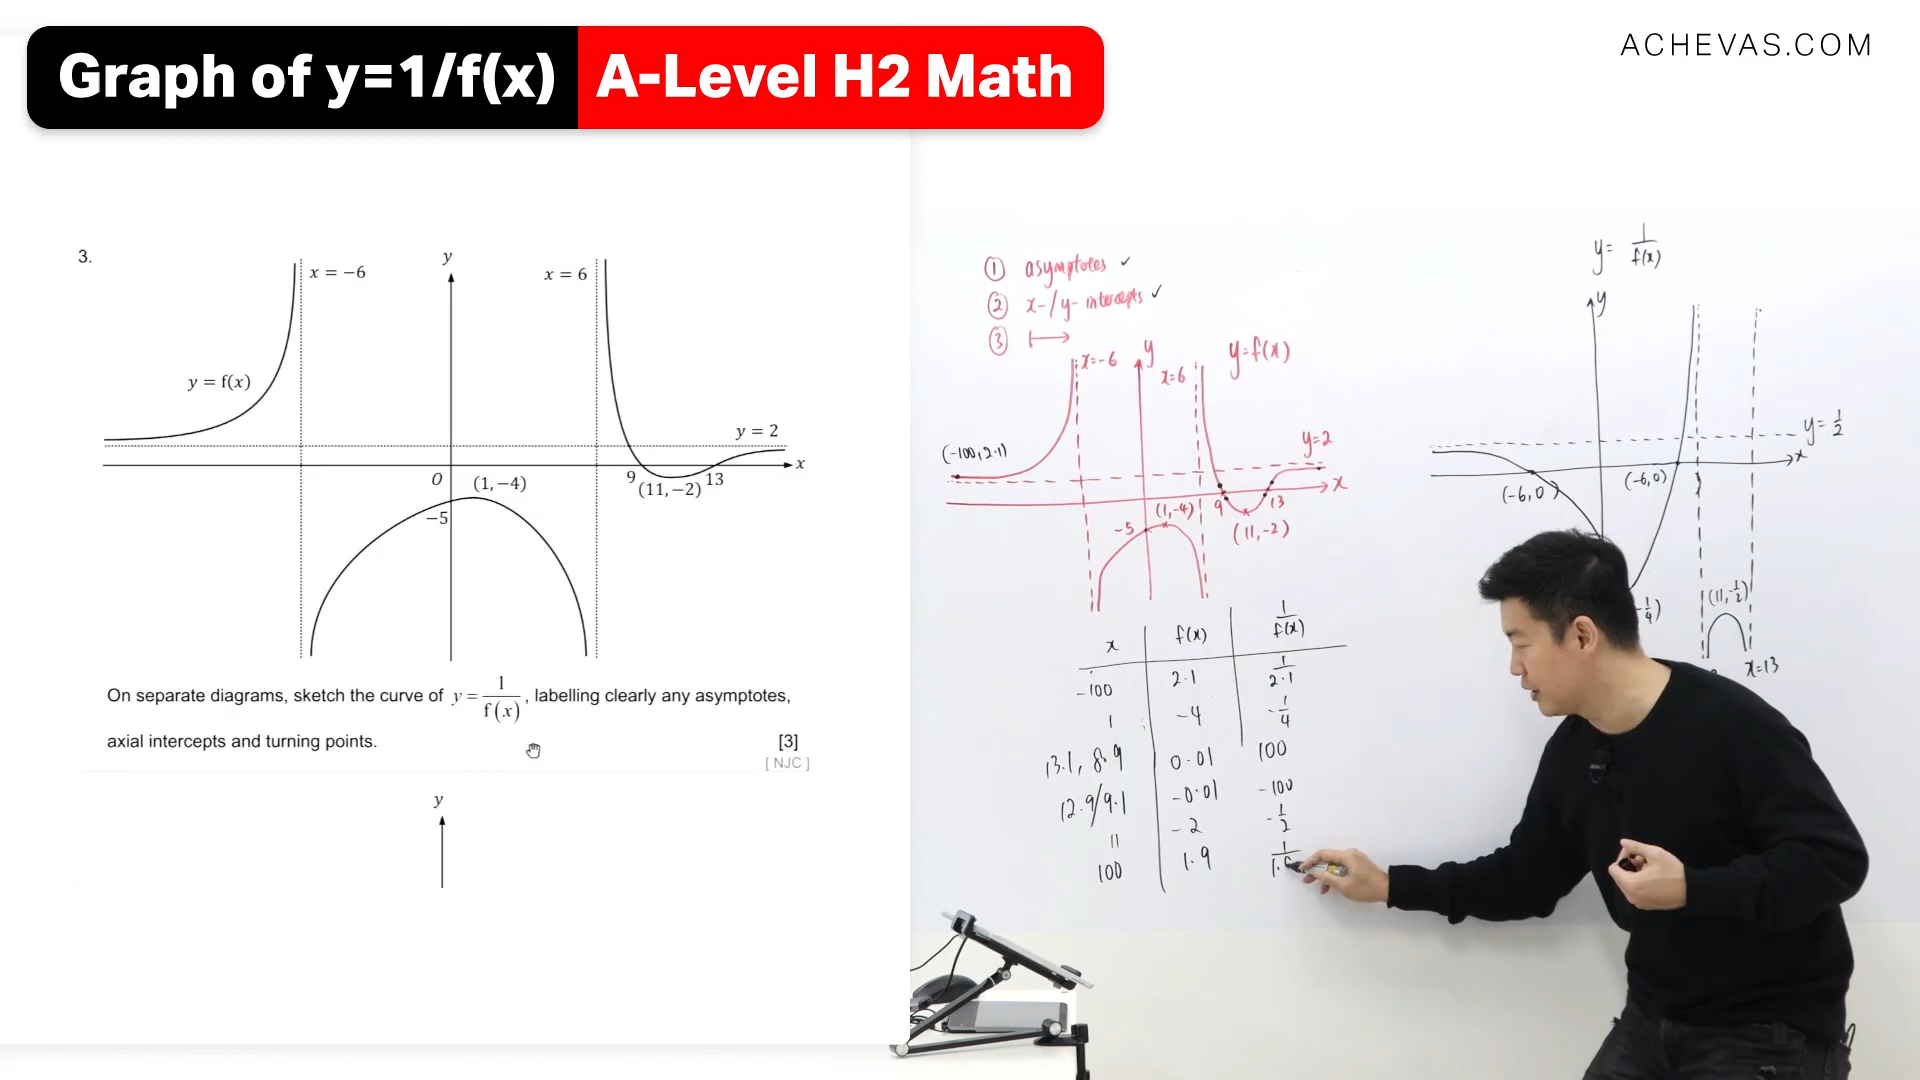 Graph of y=1/f(x) A-Level H2 Math
ACHEVAS.COM
3.
y
x = −6
x = 6
y = f(x)
y = 2
x
O
(1, −4)
9
(11, −2)
13
−5
On separate diagrams, sketch the curve of y = 1/f(x), labelling clearly any asymptotes,
axial intercepts and turning points. [3]
[ NJC ]
y
① asymptotes ✓
② x-/y- intercepts ✓
③
x=-6
y
x=6
y=f(x)
(-100,2.1)
y=2
x
(1,-4)
9
13
-5
(11,-2)
x f(x) 1/f(x)
-100 2.1 1/2.1
1 -4 -1/4
13.1, 8.9 0.01 100
12.9/9.1 -0.01 -100
11 -2 -1/2
100 1.9
y= 1/f(x)
y
y= 1/2
x
(-6,0)
(-6,0)
(11,-1/2)
x=13